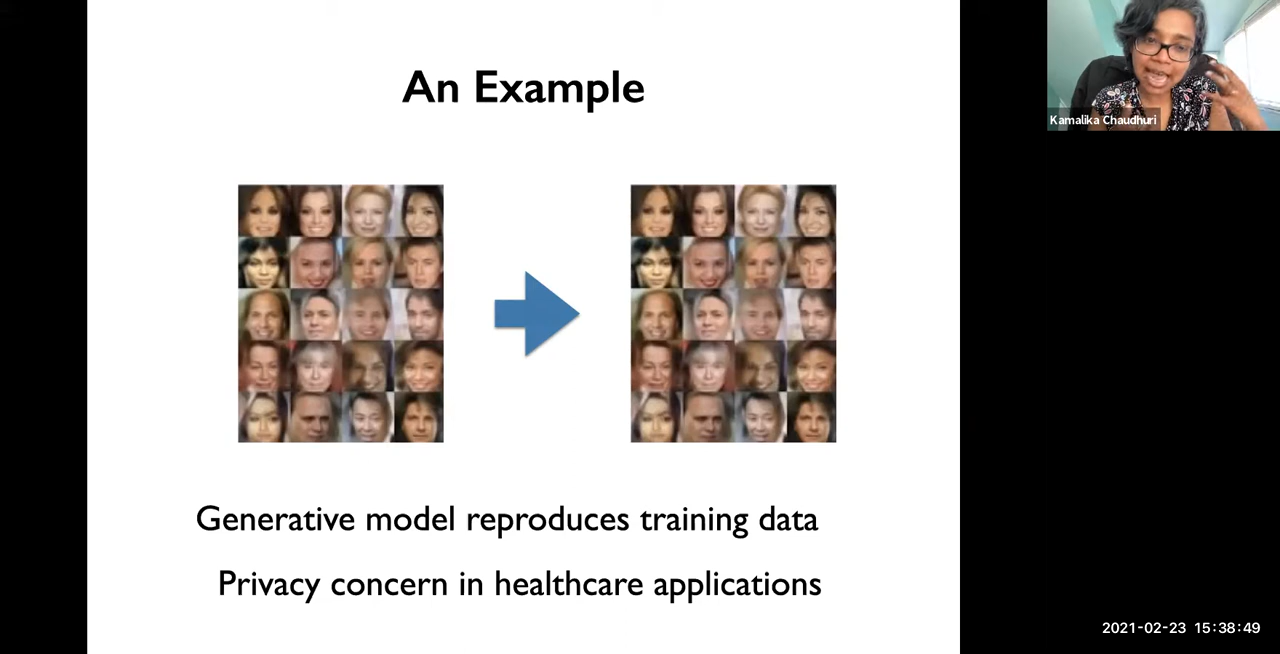 An Example
Kamalika Chaudhuri
Generative model reproduces training data
Privacy concern in healthcare applications
2021-02-23 15:38:49